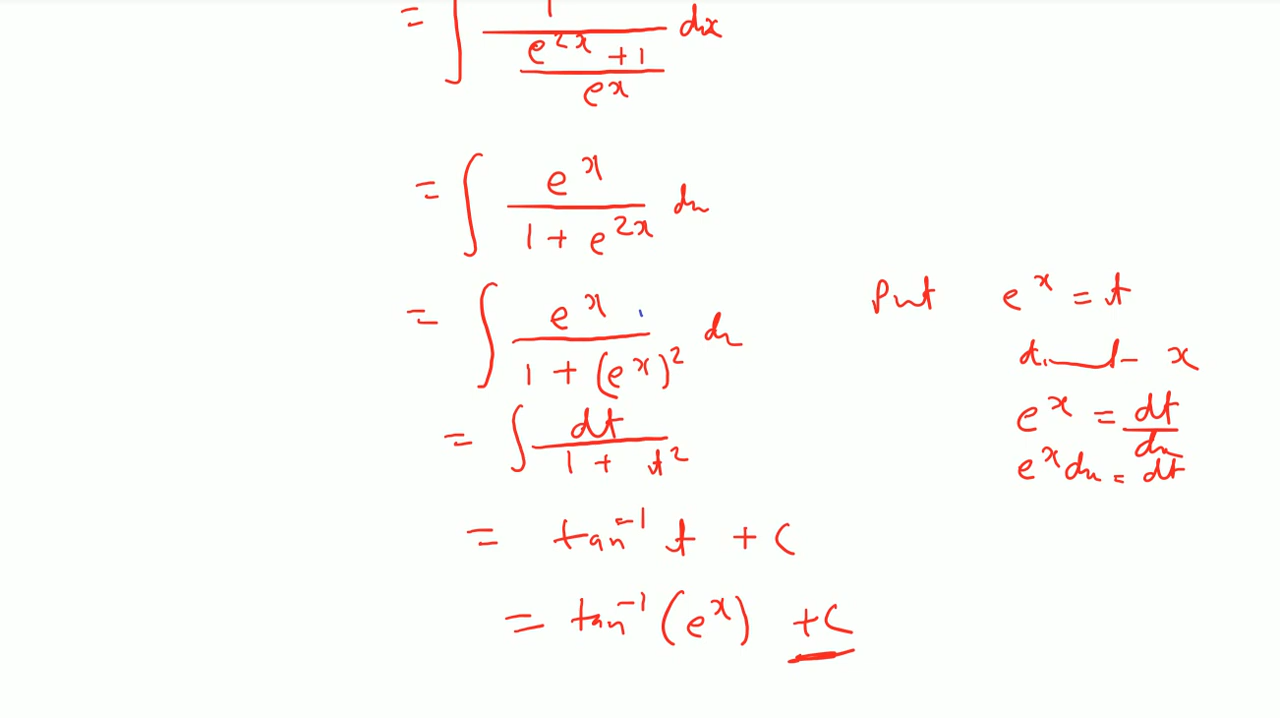 = ∫ 1 / ((e^2x + 1) / e^x) dx
= ∫ e^x / (1 + e^2x) dx
= ∫ e^x / (1 + (e^x)^2) dx
= ∫ dt / (1 + t^2)
= tan^-1 t + C
= tan^-1 (e^x) + C
Put e^x = t
x
e^x = dt / dx
e^x dx = dt